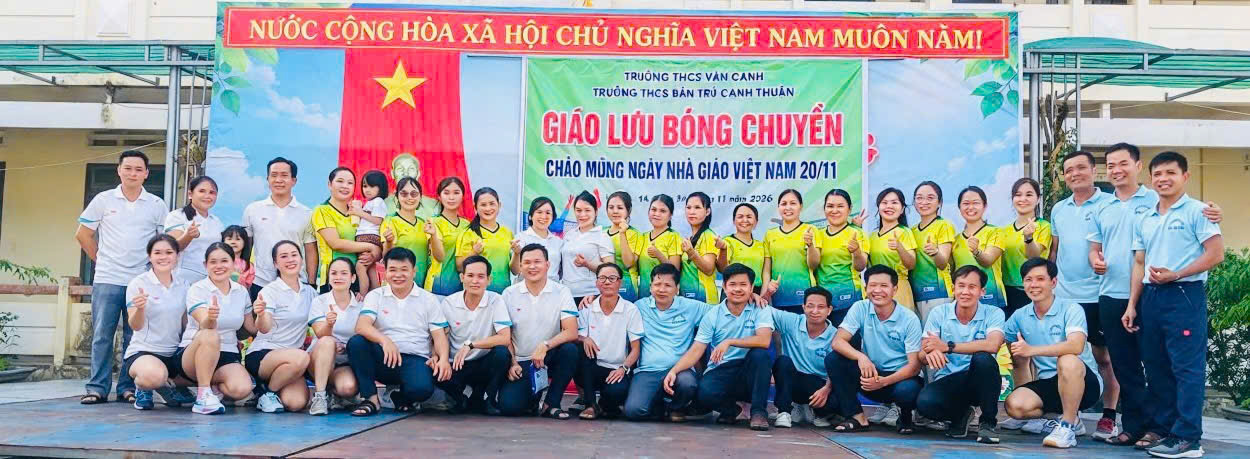 NƯỚC CỘNG HÒA XÃ HỘI CHỦ NGHĨA VIỆT NAM MUÔN NĂM!
TRƯỜNG THCS VÂN CANH
TRƯỜNG THCS BÁN TRÚ CANH THUẬN
GIÁO LƯU BÓNG CHUYỀN
CHÀO MỪNG NGÀY NHÀ GIÁO VIỆT NAM 20/11
11 năm 2026